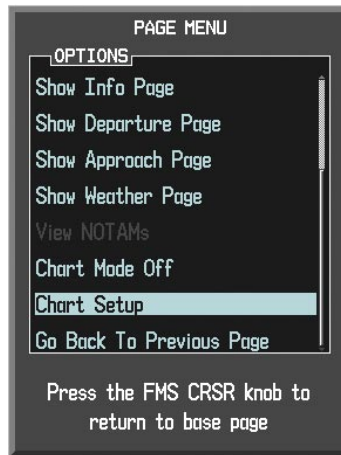 PAGE MENU
OPTIONS
Show Info Page
Show Departure Page
Show Approach Page
Show Weather Page
View NOTAMs
Chart Mode Off
Chart Setup
Go Back To Previous Page
Press the FMS CRSR knob to
return to base page